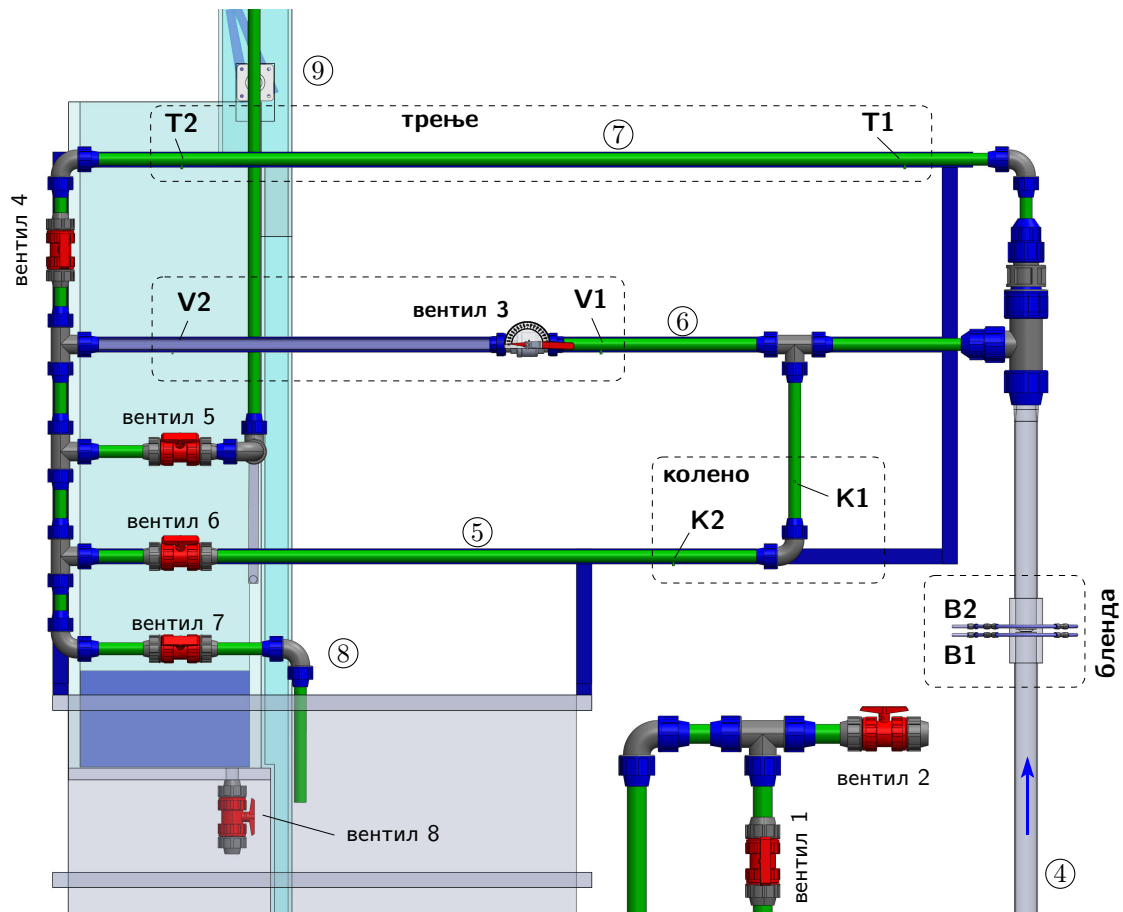 ⑨
трење
⑦
T2
T1
вентил 4
V2
вентил 3
V1
⑥
вентил 5
колено
K1
вентил 6
⑤
K2
B2
B1
бленда
вентил 7
⑧
вентил 2
вентил 8
вентил 1
④